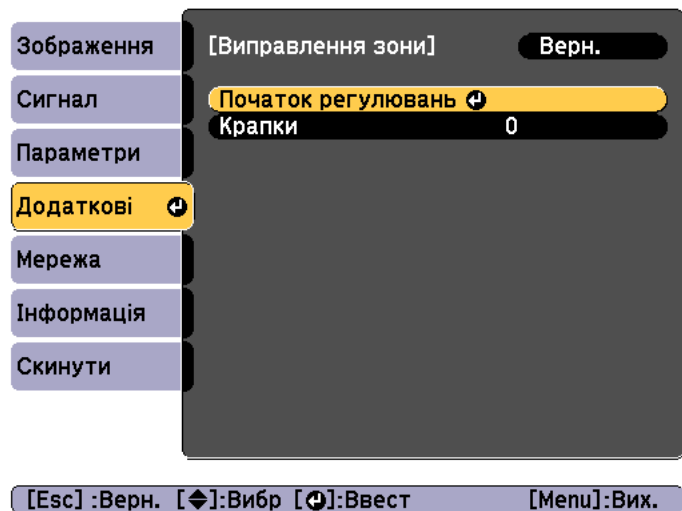 Зображення
Сигнал
Параметри
Додаткові
Мережа
Інформація
Скинути
[Виправлення зони] Верн.
Початок регулювань
Крапки 0
[Esc] :Верн. [ ]:Вибр [ ]:Ввест [Menu]:Вих.